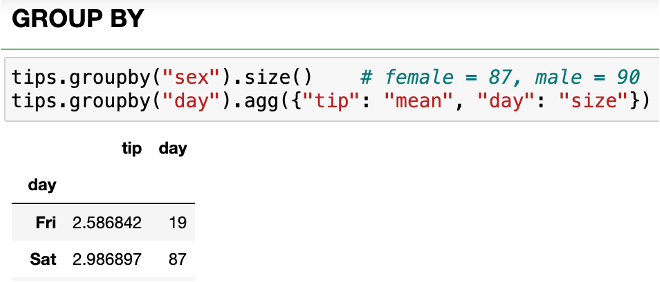 GROUP BY
tips.groupby("sex").size()    # female = 87, male = 90
tips.groupby("day").agg({"tip": "mean", "day": "size"})
tip day
day
Fri 2.586842 19
Sat 2.986897 87